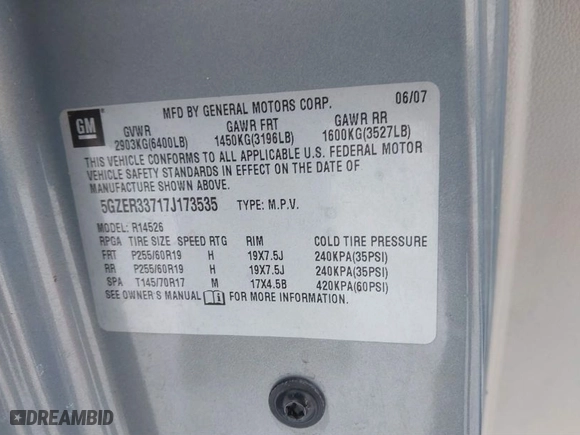 MFD BY GENERAL MOTORS CORP. 06/07
GM
GVWR GAWR FRT GAWR RR
2903KG(6400LB) 1450KG(3196LB) 1600KG(3527LB)
THIS VEHICLE CONFORMS TO ALL APPLICABLE U.S. FEDERAL MOTOR
VEHICLE SAFETY STANDARDS IN EFFECT ON THE DATE OF
MANUFACTURE SHOWN ABOVE.
5GZER33717J173535 TYPE: M.P.V.
MODEL: R14526
RPGA TIRE SIZE SPEED RTG RIM COLD TIRE PRESSURE
FRT P255/60R19 H 19X7.5J 240KPA(35PSI)
RR P255/60R19 H 19X7.5J 240KPA(35PSI)
SPA T145/70R17 M 17X4.5B 420KPA(60PSI)
SEE OWNER'S MANUAL FOR MORE INFORMATION.
DREAMBID